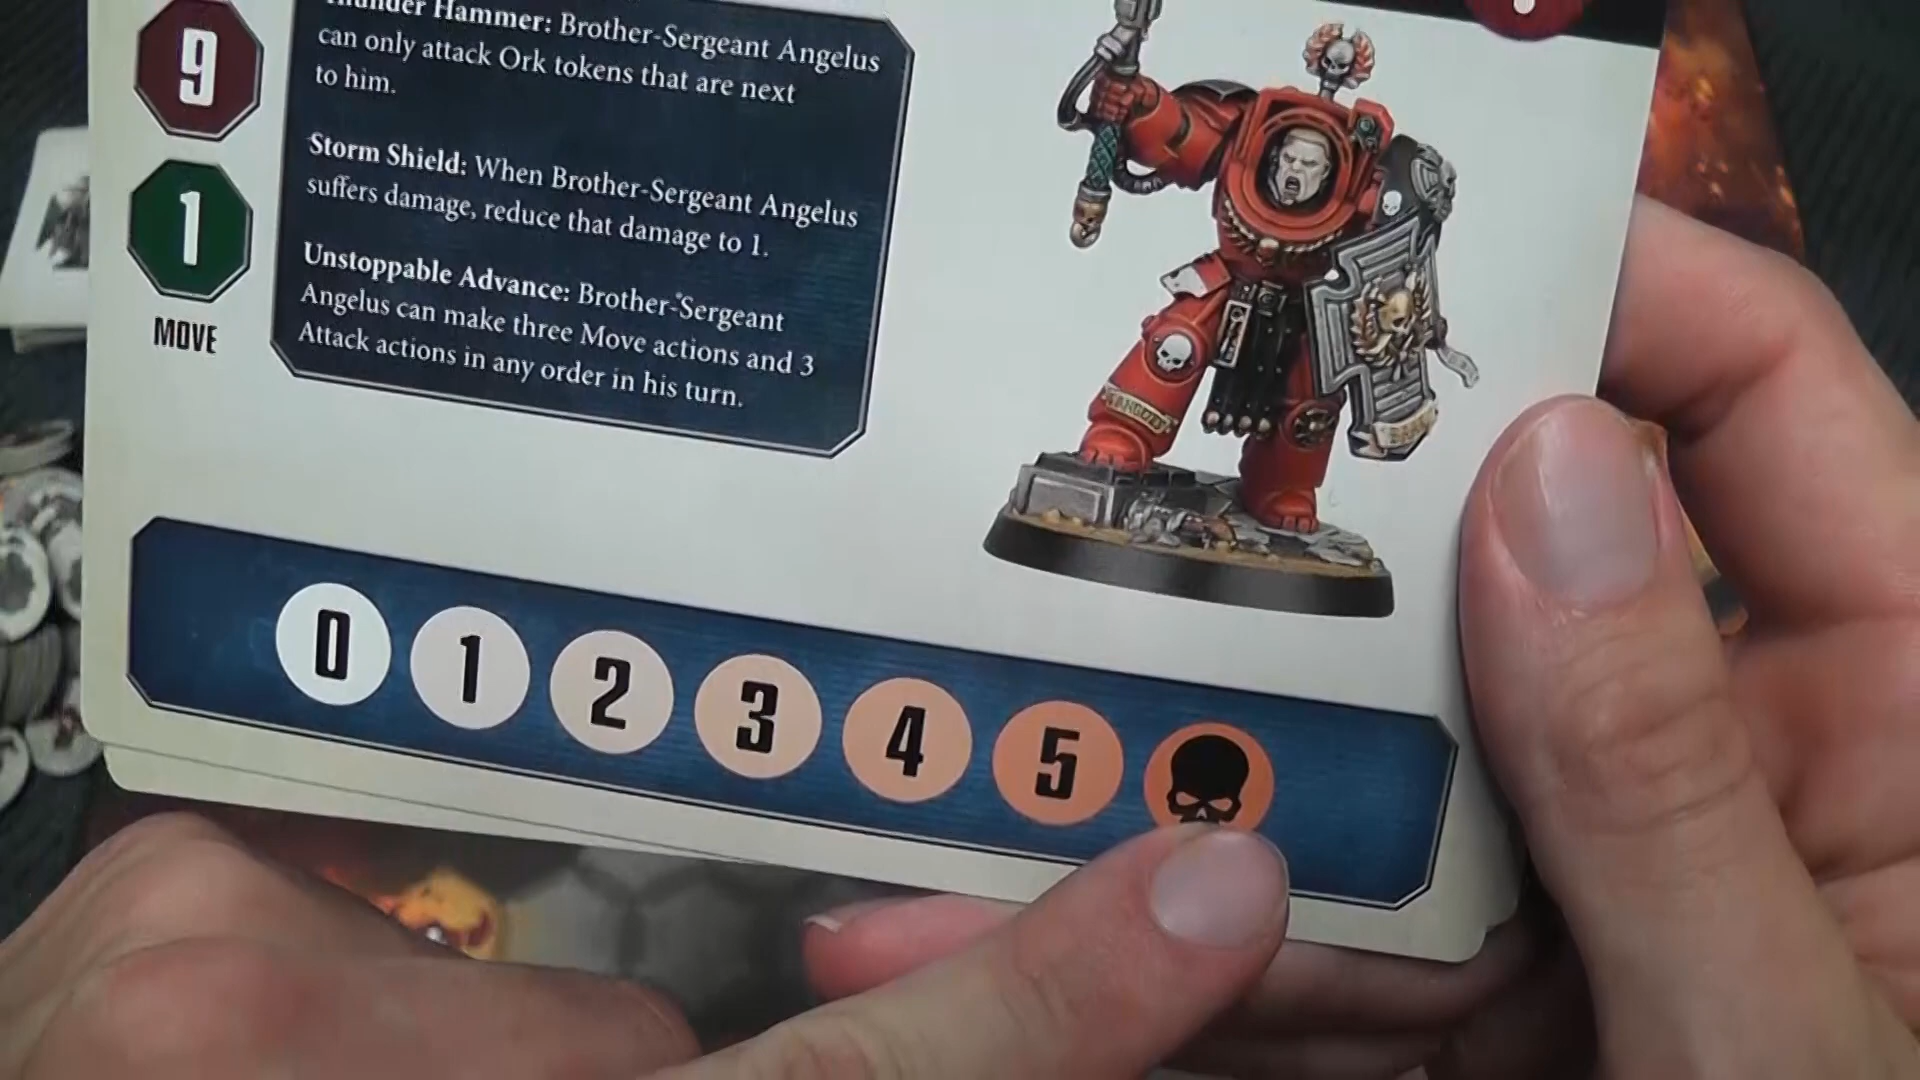 Thunder Hammer: Brother-Sergeant Angelus
can only attack Ork tokens that are next
to him.
Storm Shield: When Brother-Sergeant Angelus
suffers damage, reduce that damage to 1.
Unstoppable Advance: Brother-Sergeant
Angelus can make three Move actions and 3
Attack actions in any order in his turn.
9
1
MOVE
0 1 2 3 4 5